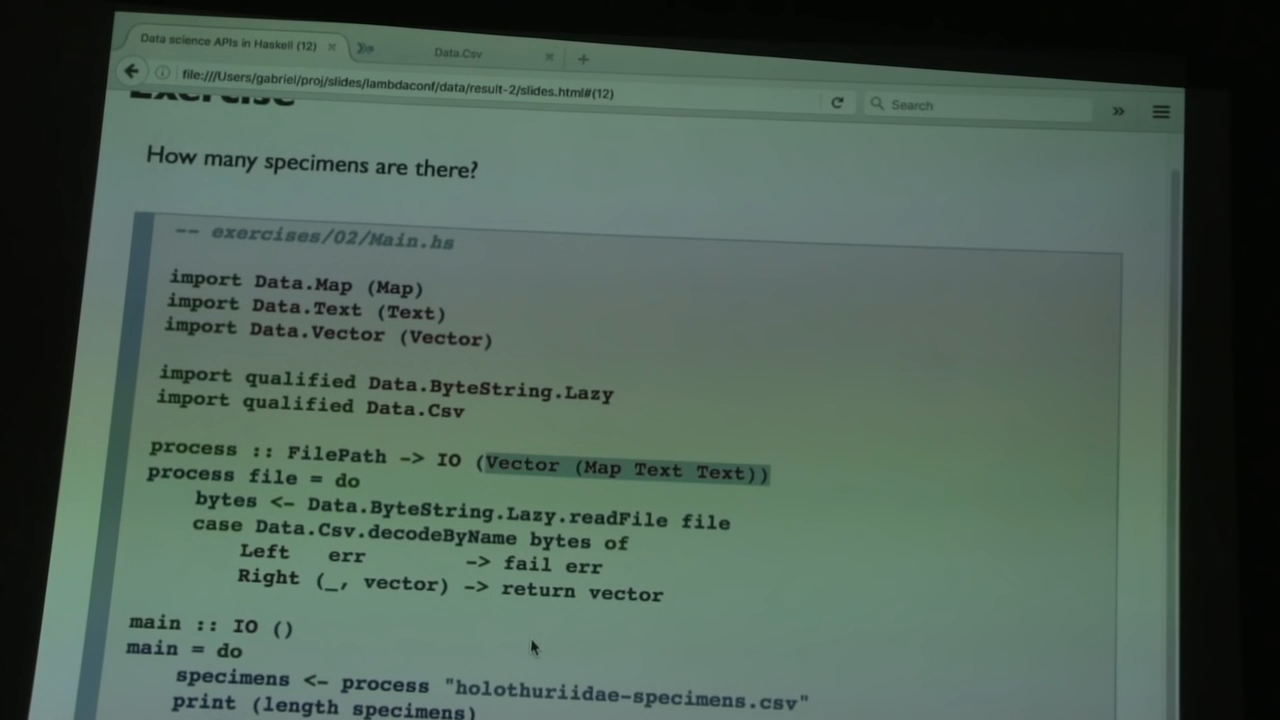 Data science APIs in Haskell (12)
Data.Csv
file:///Users/gabriel/proj/slides/lambdaconf/data/result-2/slides.html#(12)
Search
Exercise
How many specimens are there?
-- exercises/02/Main.hs
import Data.Map (Map)
import Data.Text (Text)
import Data.Vector (Vector)
import qualified Data.ByteString.Lazy
import qualified Data.Csv
process :: FilePath -> IO (Vector (Map Text Text))
process file = do
bytes <- Data.ByteString.Lazy.readFile file
case Data.Csv.decodeByName bytes of
Left err -> fail err
Right (_, vector) -> return vector
main :: IO ()
main = do
specimens <- process "holothuriidae-specimens.csv"
print (length specimens)